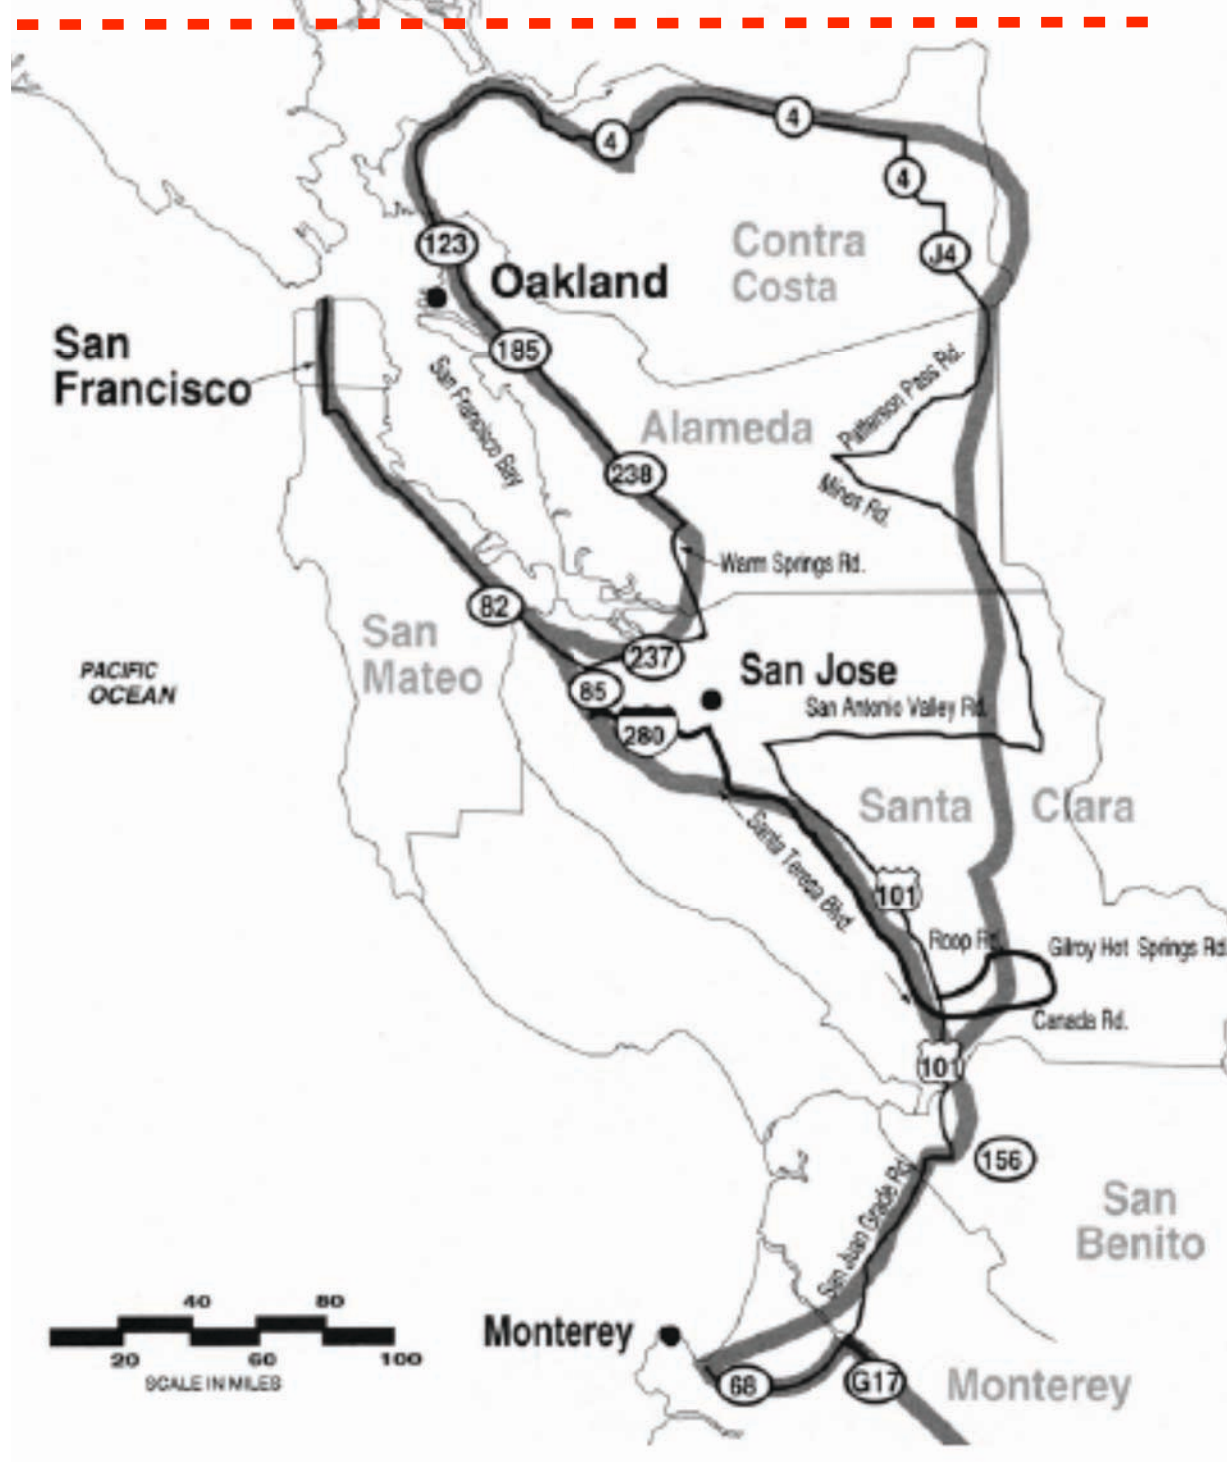 4
4
4
123
J4
Contra
Costa
Oakland
San
Francisco
185
San Francisco Bay
Patterson Pass Rd.
Alameda
238
Mines Rd.
Warm Springs Rd.
82
San
Mateo
237
PACIFIC
OCEAN
San Jose
85
San Antonio Valley Rd.
280
Santa Clara
Santa Teresa Blvd.
101
Roop Rd.
Gilroy Hot Springs Rd.
Canada Rd.
101
156
San Juan Grade Rd.
San
Benito
40 80
20 60 100
SCALE IN MILES
Monterey
68
G17
Monterey